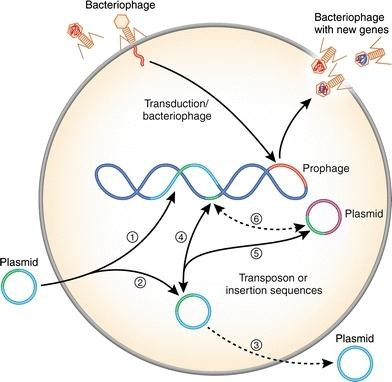 Bacteriophage
Bacteriophage
with new genes
Transduction/
bacteriophage
Prophage
Plasmid
①
④
⑥
⑤
②
Plasmid
Transposon or
insertion sequences
③
Plasmid